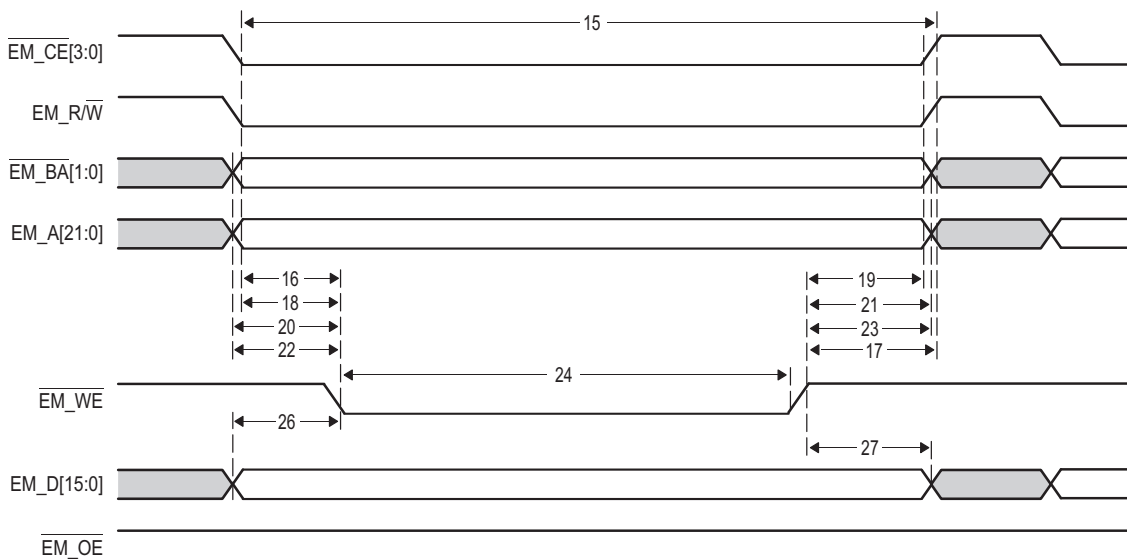 15
EM_CE[3:0]
EM_R/W
EM_BA[1:0]
EM_A[21:0]
16
19
18
21
20
23
22
17
24
EM_WE
26
27
EM_D[15:0]
EM_OE